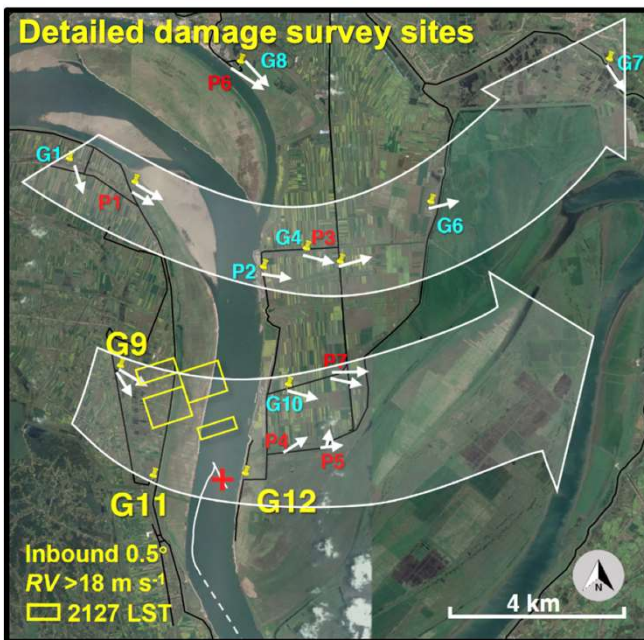 Detailed damage survey sites
G8
P6
G7
G1
P1
G4 P3
P2
G6
G9
P7
G10
P4
P5
G11
G12
Inbound 0.5°
RV >18 m s⁻¹
2127 LST
N
4 km